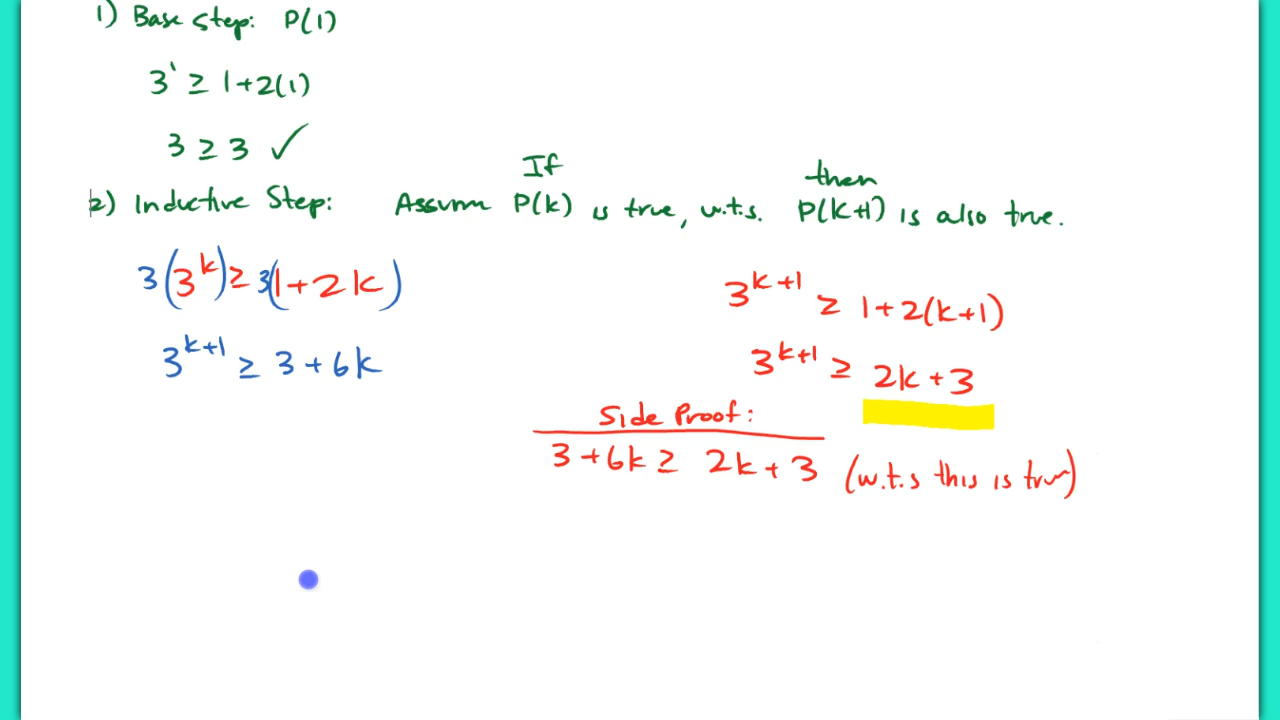 1) Base step: P(1)
3¹ ≥ 1+2(1)
3 ≥ 3 ✓
If then
2) Inductive Step: Assum P(k) is true, w.t.s. P(k+1) is also true.
3(3^k) ≥ 3(1+2k)
3^{k+1} ≥ 1+2(k+1)
3^{k+1} ≥ 3+6k
3^{k+1} ≥ 2k+3
Side Proof:
3+6k ≥ 2k+3 (w.t.s this is true)